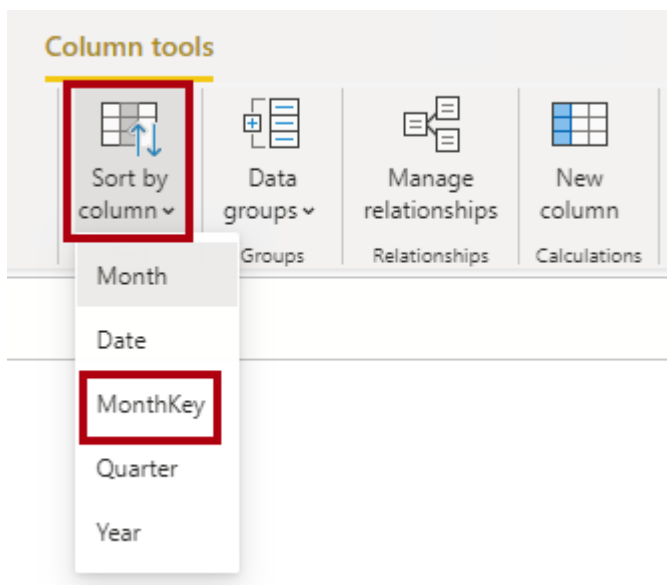 Column tools
Sort by
column
Data
groups
Manage
relationships
New
column
Groups
Relationships
Calculations
Month
Date
MonthKey
Quarter
Year